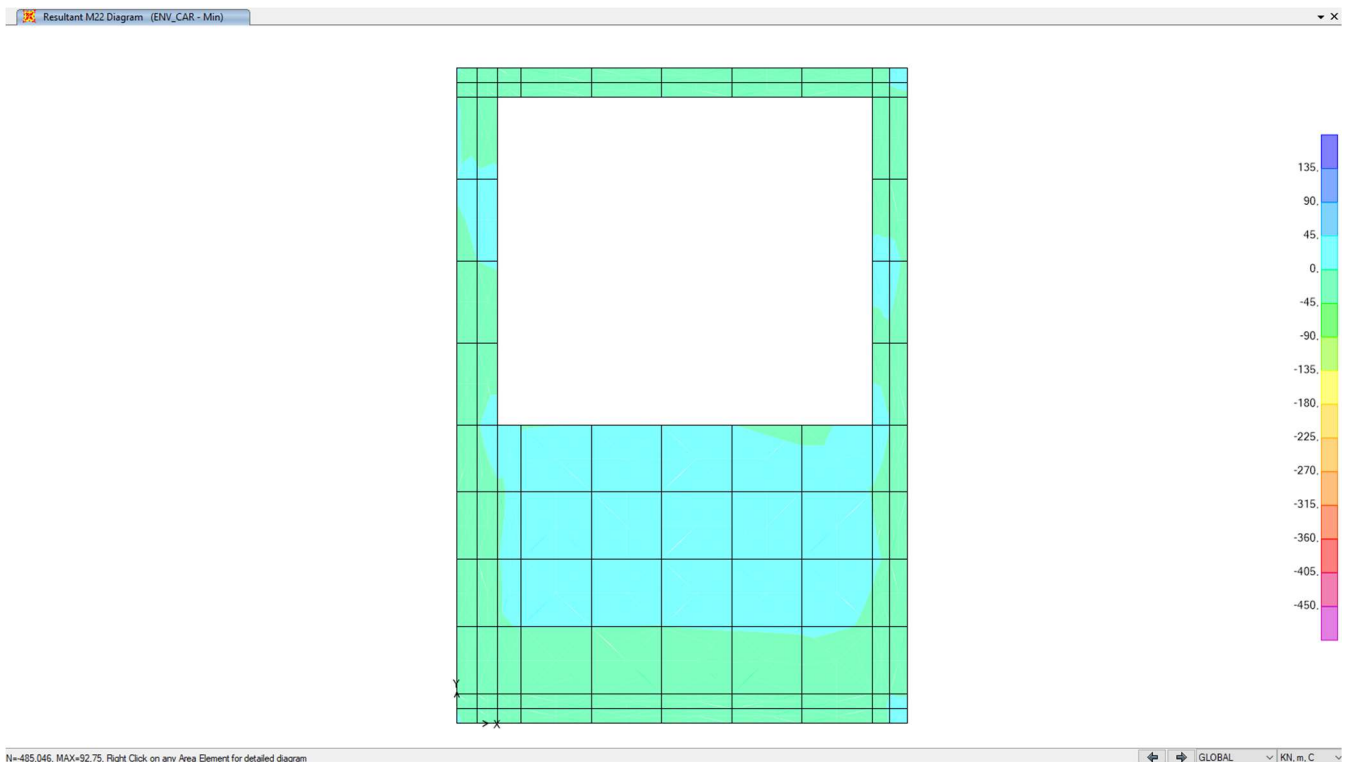 Resultant M22 Diagram (ENV_CAR - Min)
135.
90.
45.
0.
-45.
-90.
-135.
-180.
-225.
-270.
-315.
-360.
-405.
-450.
Y
X
N=-485.046, MAX=92.75, Right Click on any Area Element for detailed diagram
GLOBAL
KN, m, C